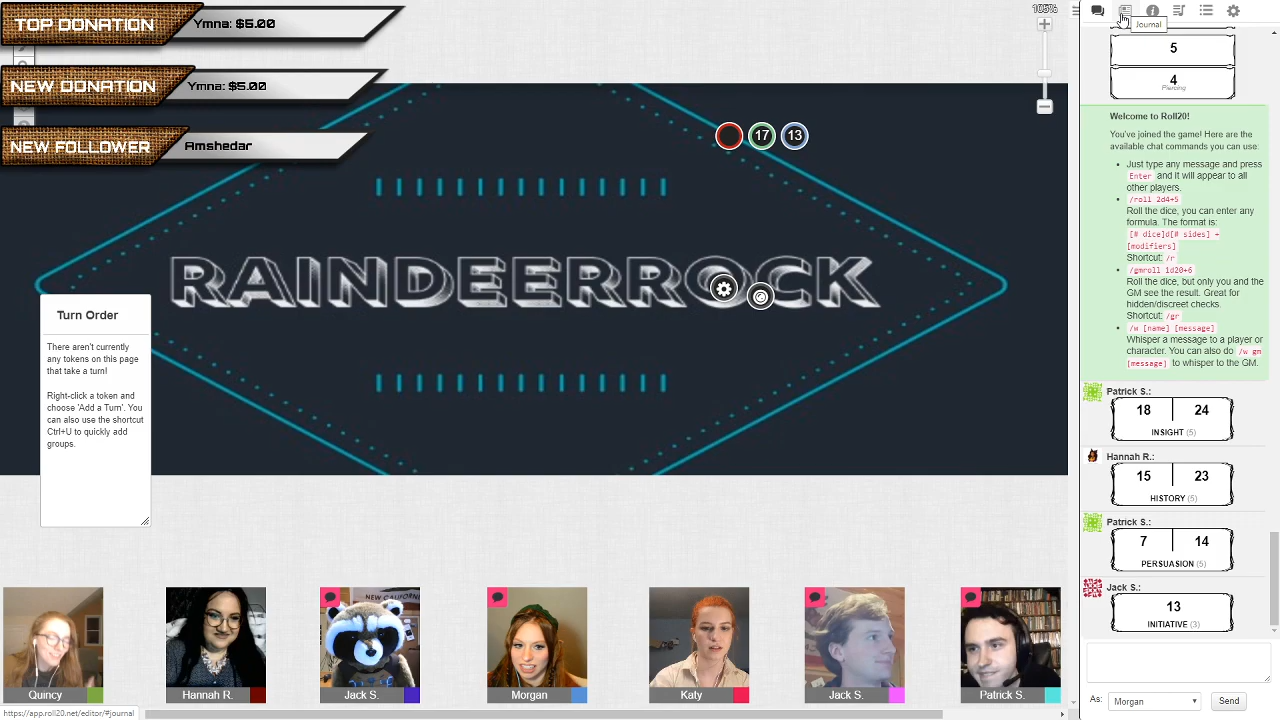 TOP DONATION
Ymna: $5.00
NEW DONATION
Ymna: $5.00
NEW FOLLOWER
Amshedar
105%
Journal
17
13
RAINDEERROCK
Turn Order
There aren't currently
any tokens on this page
that take a turn!
Right-click a token and
choose 'Add a Turn'. You
can also use the shortcut
Ctrl+U to quickly add
groups.
NEW CALIFORNI
Quincy
Hannah R.
Jack S.
Morgan
Katy
Jack S.
Patrick S.
https://app.roll20.net/editor/#journal
5
4
Piercing
Welcome to Roll20!
You've joined the game! Here are the
available chat commands you can use:
Just type any message and press
Enter and it will appear to all
other players.
/roll 2d4+5
Roll the dice, you can enter any
formula. The format is:
[# dice]d[# sides] +
[modifiers]
Shortcut: /r
/gmroll 1d20+6
Roll the dice, but only you and the
GM see the result. Great for
hidden/discreet checks.
Shortcut: /gr
/w [name] [message]
Whisper a message to a player or
character. You can also do /w gm
[message] to whisper to the GM.
Patrick S.:
18 24
INSIGHT (5)
Hannah R.:
15 23
HISTORY (5)
Patrick S.:
7 14
PERSUASION (5)
Jack S.:
13
INITIATIVE (3)
As: Morgan Send